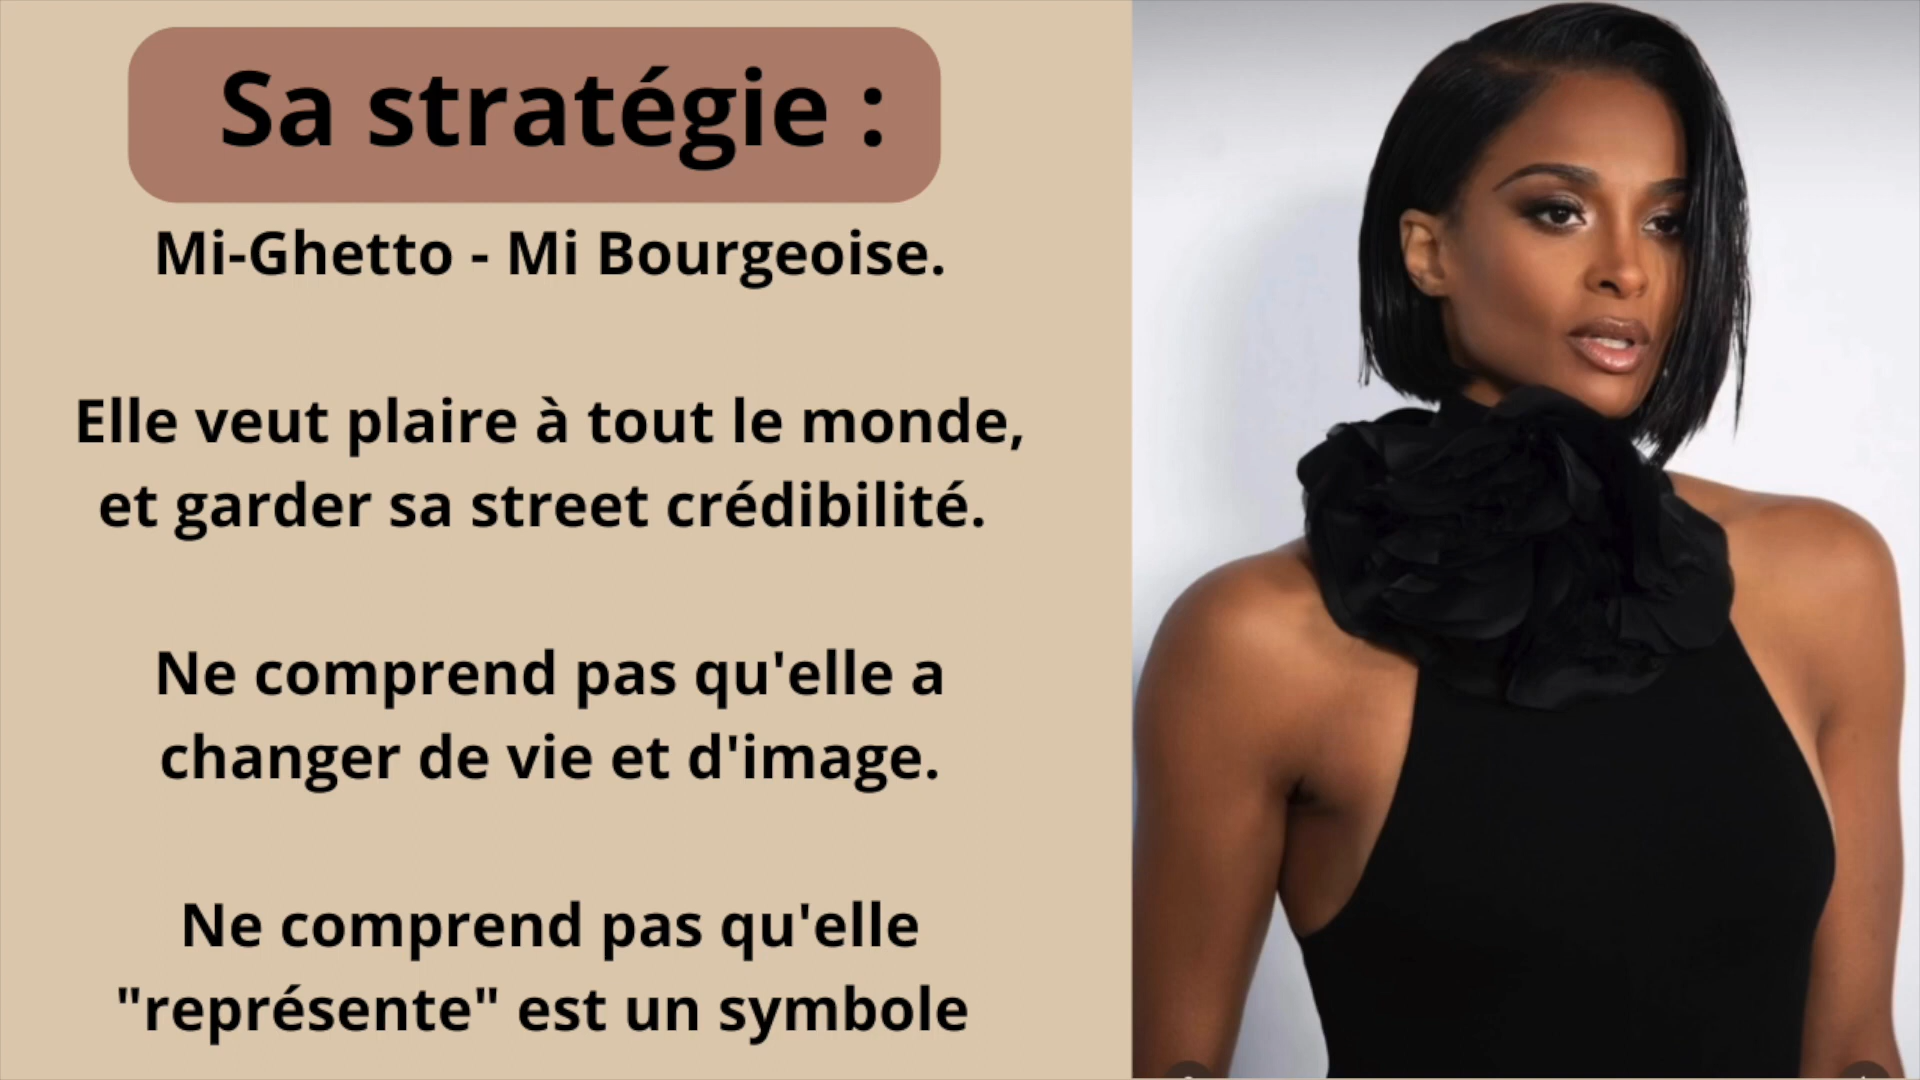 Sa stratégie :
Mi-Ghetto - Mi Bourgeoise.
Elle veut plaire à tout le monde,
et garder sa street crédibilité.
Ne comprend pas qu'elle a
changer de vie et d'image.
Ne comprend pas qu'elle
"représente" est un symbole